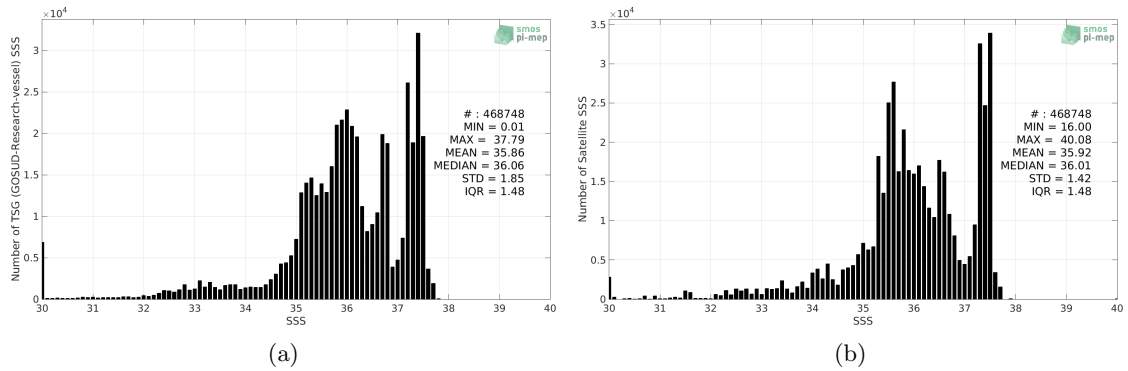 ×10⁴
smos
pi-mep
Number of TSG (GOSUD-Research-vessel) SSS
3
2.5
2
1.5
1
0.5
0
# : 468748
MIN = 0.01
MAX = 37.79
MEAN = 35.86
MEDIAN = 36.06
STD = 1.85
IQR = 1.48
30 31 32 33 34 35 36 37 38 39 40
SSS
(a)
×10⁴
smos
pi-mep
Number of Satellite SSS
3.5
3
2.5
2
1.5
1
0.5
0
# : 468748
MIN = 16.00
MAX = 40.08
MEAN = 35.92
MEDIAN = 36.01
STD = 1.42
IQR = 1.48
30 31 32 33 34 35 36 37 38 39 40
SSS
(b)